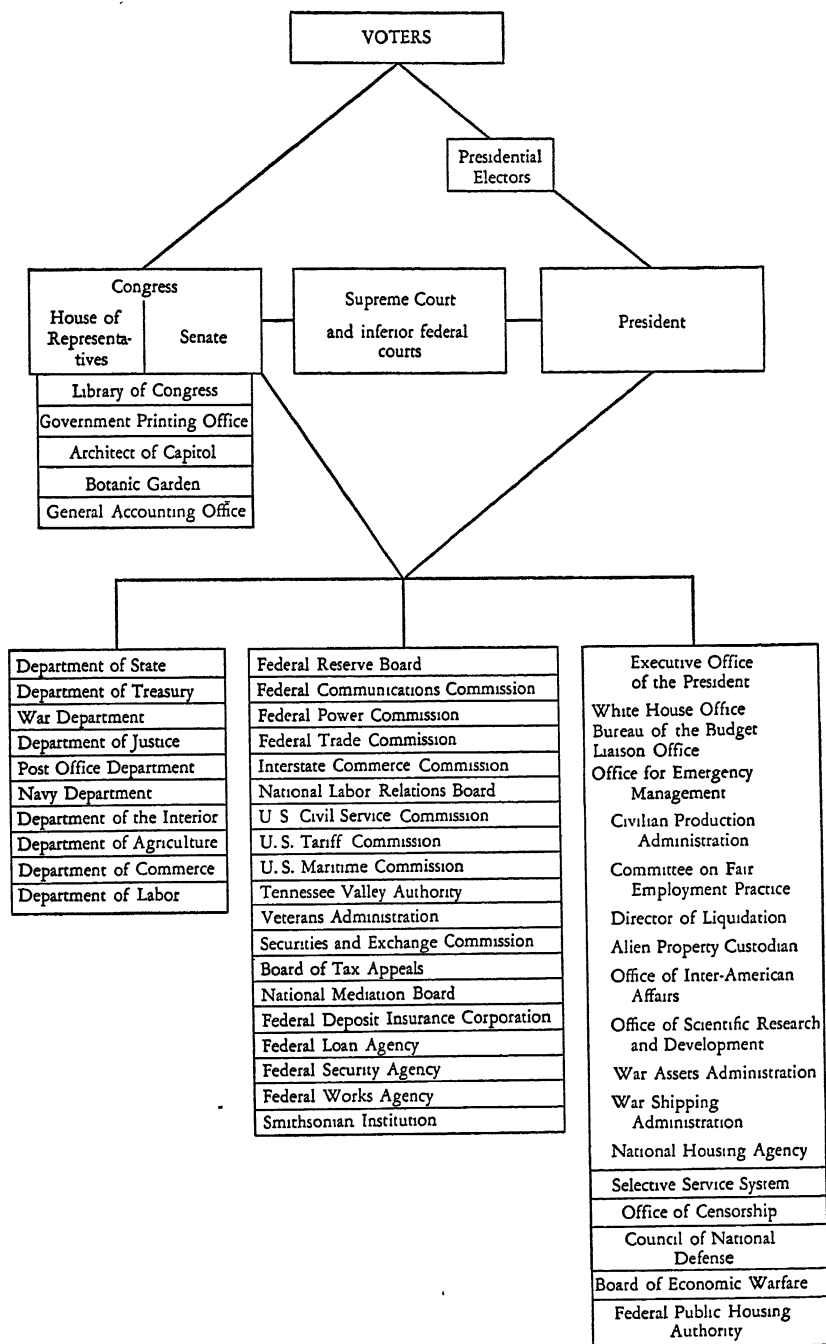 VOTERS
Presidential
Electors
Congress
House of
Representa-
tives
Senate
Supreme Court
and inferior federal
courts
President
Library of Congress
Government Printing Office
Architect of Capitol
Botanic Garden
General Accounting Office
Department of State
Department of Treasury
War Department
Department of Justice
Post Office Department
Navy Department
Department of the Interior
Department of Agriculture
Department of Commerce
Department of Labor
Federal Reserve Board
Federal Communications Commission
Federal Power Commission
Federal Trade Commission
Interstate Commerce Commission
National Labor Relations Board
U S Civil Service Commission
U.S. Tariff Commission
U.S. Maritime Commission
Tennessee Valley Authority
Veterans Administration
Securities and Exchange Commission
Board of Tax Appeals
National Mediation Board
Federal Deposit Insurance Corporation
Federal Loan Agency
Federal Security Agency
Federal Works Agency
Smithsonian Institution
Executive Office
of the President
White House Office
Bureau of the Budget
Liaison Office
Office for Emergency
Management
Civilian Production
Administration
Committee on Fair
Employment Practice
Director of Liquidation
Alien Property Custodian
Office of Inter-American
Affairs
Office of Scientific Research
and Development
War Assets Administration
War Shipping
Administration
National Housing Agency
Selective Service System
Office of Censorship
Council of National
Defense
Board of Economic Warfare
Federal Public Housing
Authority